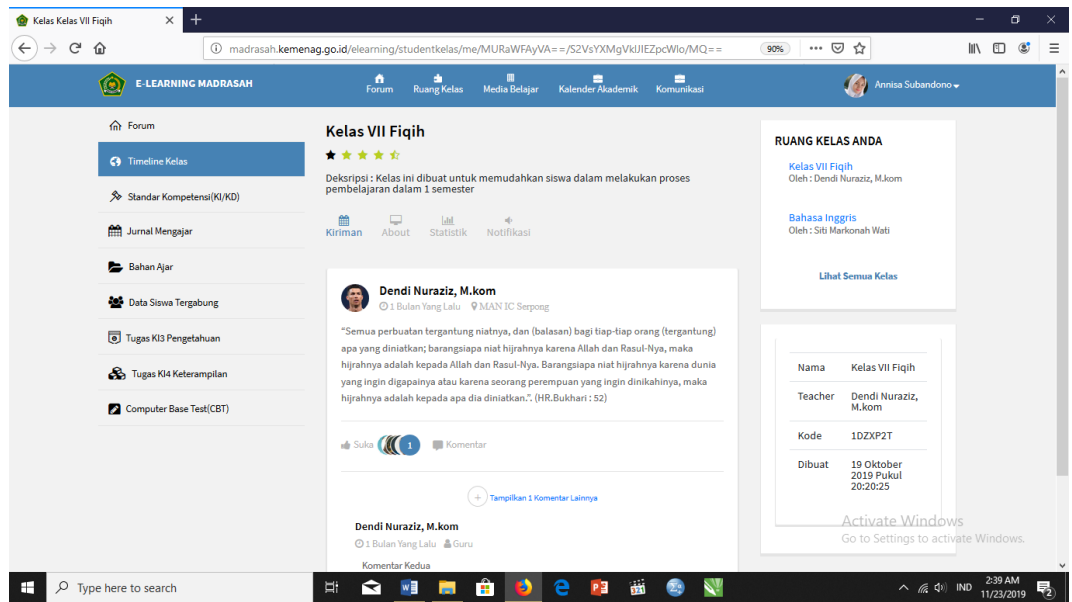 Kelas Kelas VII Fiqih
madrasah.kemenag.go.id/elearning/studentkelas/me/MURaWFAyVA==/S2VsYXMgVklJIEZpcWlo/MQ==
90%
E-LEARNING MADRASAH
Forum
Ruang Kelas
Media Belajar
Kalender Akademik
Komunikasi
Annisa Subandono
Forum
Timeline Kelas
Standar Kompetensi(KI/KD)
Jurnal Mengajar
Bahan Ajar
Data Siswa Tergabung
Tugas KI3 Pengetahuan
Tugas KI4 Keterampilan
Computer Base Test(CBT)
Kelas VII Fiqih
Deksripsi : Kelas ini dibuat untuk memudahkan siswa dalam melakukan proses
pembelajaran dalam 1 semester
Kiriman
About
Statistik
Notifikasi
Dendi Nuraziz, M.kom
1 Bulan Yang Lalu MAN IC Serpong
“Semua perbuatan tergantung niatnya, dan (balasan) bagi tiap-tiap orang (tergantung)
apa yang diniatkan; barangsiapa niat hijrahnya karena Allah dan Rasul-Nya, maka
hijrahnya adalah kepada Allah dan Rasul-Nya. Barangsiapa niat hijrahnya karena dunia
yang ingin digapainya atau karena seorang perempuan yang ingin dinikahinya, maka
hijrahnya adalah kepada apa dia diniatkan.”. (HR.Bukhari : 52)
Suka 1 Komentar
+ Tampilkan 1 Komentar Lainnya
Dendi Nuraziz, M.kom
1 Bulan Yang Lalu Guru
Komentar Kedua
RUANG KELAS ANDA
Kelas VII Fiqih
Oleh : Dendi Nuraziz, M.kom
Bahasa Inggris
Oleh : Siti Markonah Wati
Lihat Semua Kelas
Nama Kelas VII Fiqih
Teacher Dendi Nuraziz,
M.kom
Kode 1DZXP2T
Dibuat 19 Oktober
2019 Pukul
20:20:25
Activate Windows
Go to Settings to activate Windows.
Type here to search
321
IND
2:39 AM
11/23/2019
2